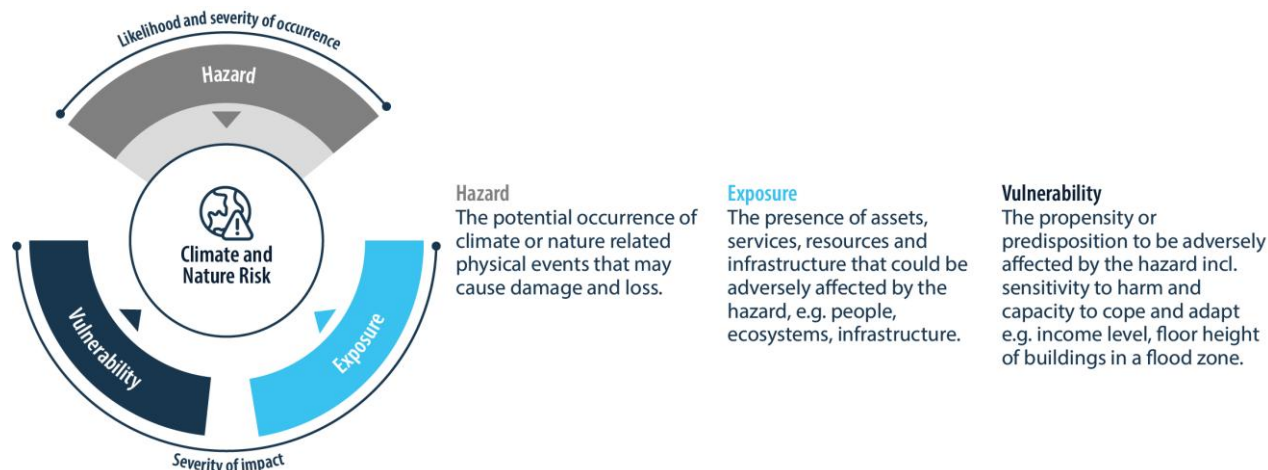 Likelihood and severity of occurrence
Hazard
Climate and
Nature Risk
Vulnerability
Exposure
Severity of impact
Hazard
The potential occurrence of
climate or nature related
physical events that may
cause damage and loss.
Exposure
The presence of assets,
services, resources and
infrastructure that could be
adversely affected by the
hazard, e.g. people,
ecosystems, infrastructure.
Vulnerability
The propensity or
predisposition to be adversely
affected by the hazard incl.
sensitivity to harm and
capacity to cope and adapt
e.g. income level, floor height
of buildings in a flood zone.